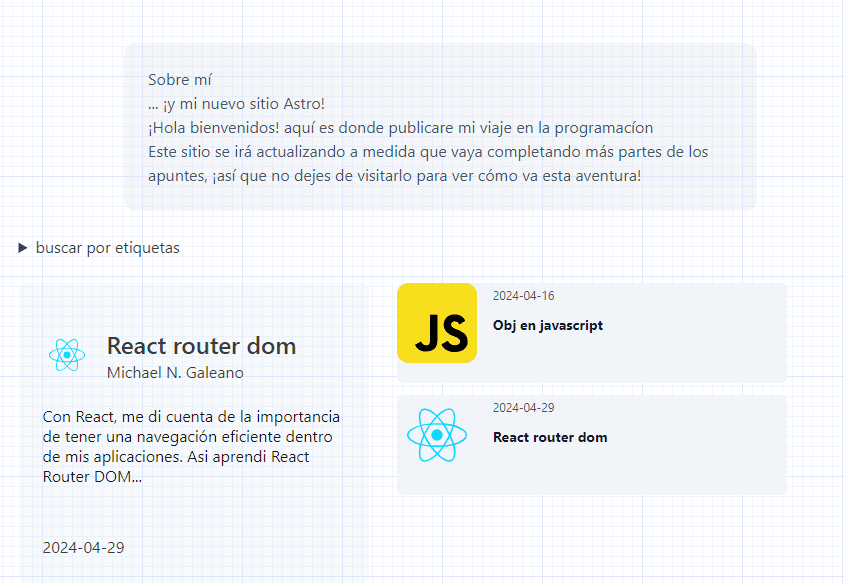 Sobre mí
... ¡y mi nuevo sitio Astro!
¡Hola bienvenidos! aquí es donde publicare mi viaje en la programacíon
Este sitio se irá actualizando a medida que vaya completando más partes de los
apuntes, ¡así que no dejes de visitarlo para ver cómo va esta aventura!
buscar por etiquetas
React router dom
Michael N. Galeano
Con React, me di cuenta de la importancia
de tener una navegación eficiente dentro
de mis aplicaciones. Asi aprendi React
Router DOM...
2024-04-29
JS
2024-04-16
Obj en javascript
2024-04-29
React router dom